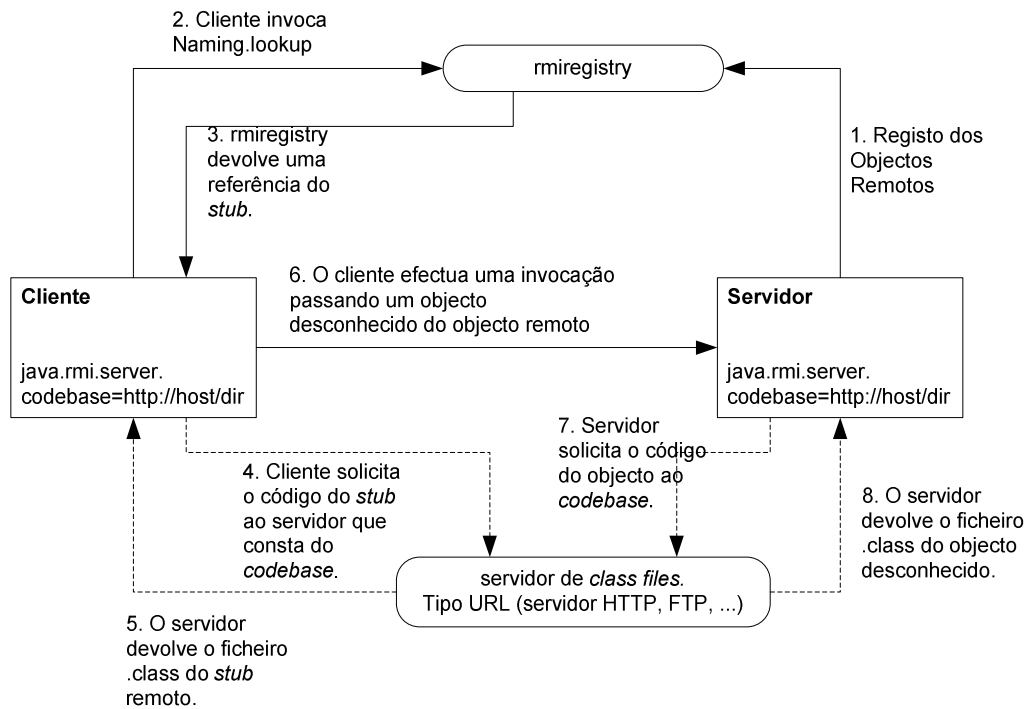 2. Cliente invoca
Naming.lookup
rmiregistry
3. rmiregistry
devolve uma
referência do
stub.
1. Registo dos
Objectos
Remotos
Cliente
java.rmi.server.
codebase=http://host/dir
6. O cliente efectua uma invocação
passando um objecto
desconhecido do objecto remoto
Servidor
java.rmi.server.
codebase=http://host/dir
4. Cliente solicita
o código do stub
ao servidor que
consta do
codebase.
7. Servidor
solicita o código
do objecto ao
codebase.
8. O servidor
devolve o ficheiro
.class do objecto
desconhecido.
servidor de class files.
Tipo URL (servidor HTTP, FTP, ...)
5. O servidor
devolve o ficheiro
.class do stub
remoto.